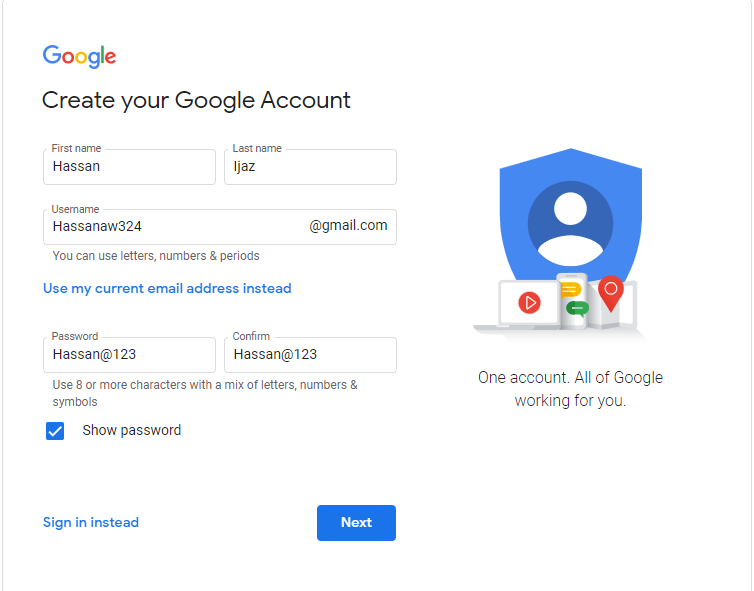 Google
Create your Google Account
First name
Hassan
Last name
Ijaz
Username
Hassanaw324
@gmail.com
You can use letters, numbers & periods
Use my current email address instead
Password
Hassan@123
Confirm
Hassan@123
Use 8 or more characters with a mix of letters, numbers &
symbols
Show password
Sign in instead
Next
One account. All of Google
working for you.